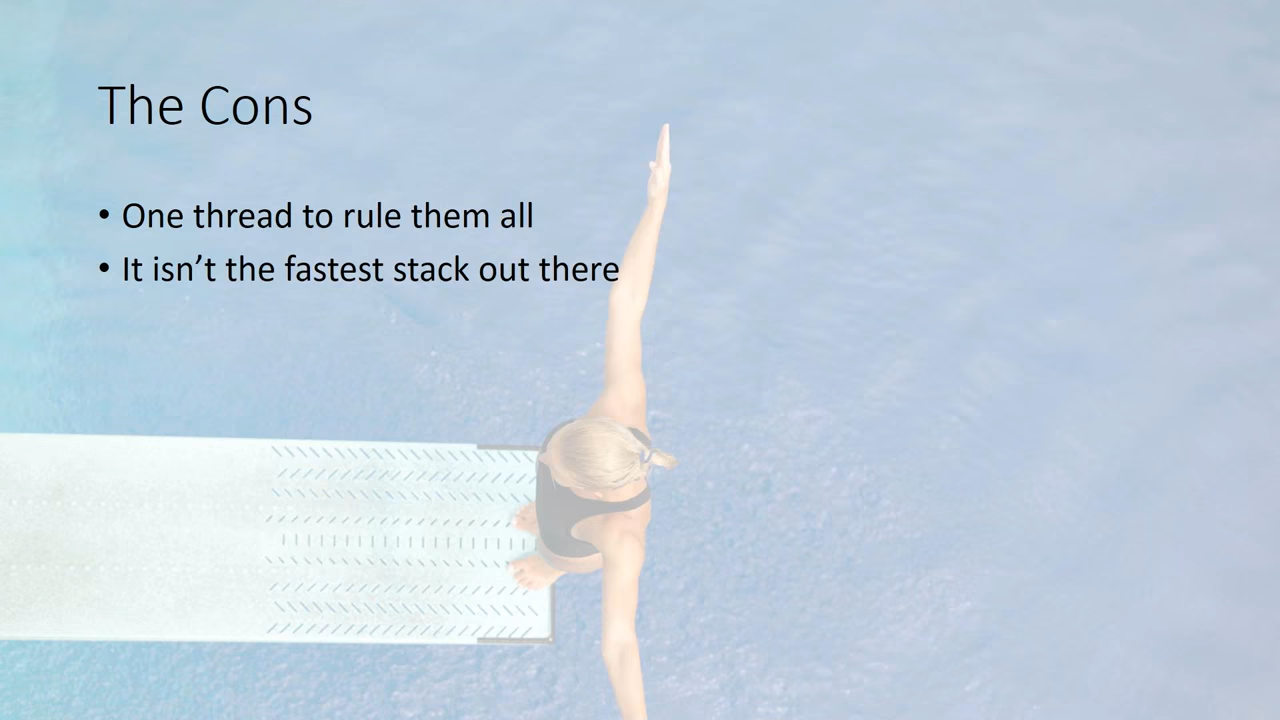 The Cons
• One thread to rule them all
• It isn’t the fastest stack out there